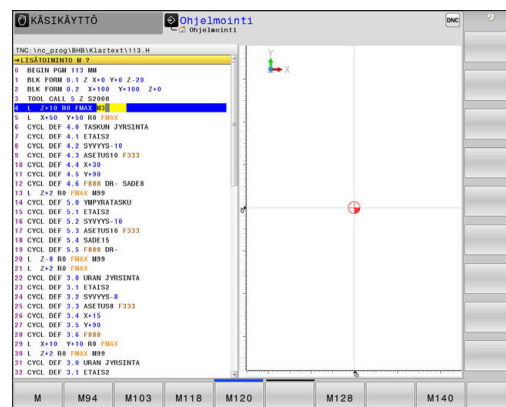 KÄSIKÄYTTÖ
Ohjelmointi
Ohjelmointi
DNC
TNC:\nc_prog\BHB\Klartext\113.H
→LISÄTOIMINTO M ?
0 BEGIN PGM 113 MM
1 BLK FORM 0.1 Z X+0 Y+0 Z-20
2 BLK FORM 0.2 X+100 Y+100 Z+0
3 TOOL CALL 5 Z S2000
4 L Z+10 R0 FMAX M3
5 L X+50 Y+50 R0 FMAX
6 CYCL DEF 4.0 TASKUN JYRSINTA
7 CYCL DEF 4.1 ETAIS2
8 CYCL DEF 4.2 SYVYYS-10
9 CYCL DEF 4.3 ASETUS10 F333
10 CYCL DEF 4.4 X+30
11 CYCL DEF 4.5 Y+90
12 CYCL DEF 4.6 F888 DR- SADE8
13 L Z+2 R0 FMAX M99
14 CYCL DEF 5.0 YMPYRATASKU
15 CYCL DEF 5.1 ETAIS2
16 CYCL DEF 5.2 SYVYYS-10
17 CYCL DEF 5.3 ASETUS10 F333
18 CYCL DEF 5.4 SADE15
19 CYCL DEF 5.5 F888 DR-
20 L Z-8 R0 FMAX M99
21 L Z+2 R0 FMAX
22 CYCL DEF 3.0 URAN JYRSINTA
23 CYCL DEF 3.1 ETAIS2
24 CYCL DEF 3.2 SYVYYS-8
25 CYCL DEF 3.3 ASETUS8 F333
26 CYCL DEF 3.4 X+15
27 CYCL DEF 3.5 Y+90
28 CYCL DEF 3.6 F888
29 L X+10 Y+10 R0 FMAX
30 L Z+2 R0 FMAX M99
31 CYCL DEF 3.0 URAN JYRSINTA
32 CYCL DEF 3.1 ETAIS2
Y
X
0
0
M M94 M103 M118 M120 M128 M140